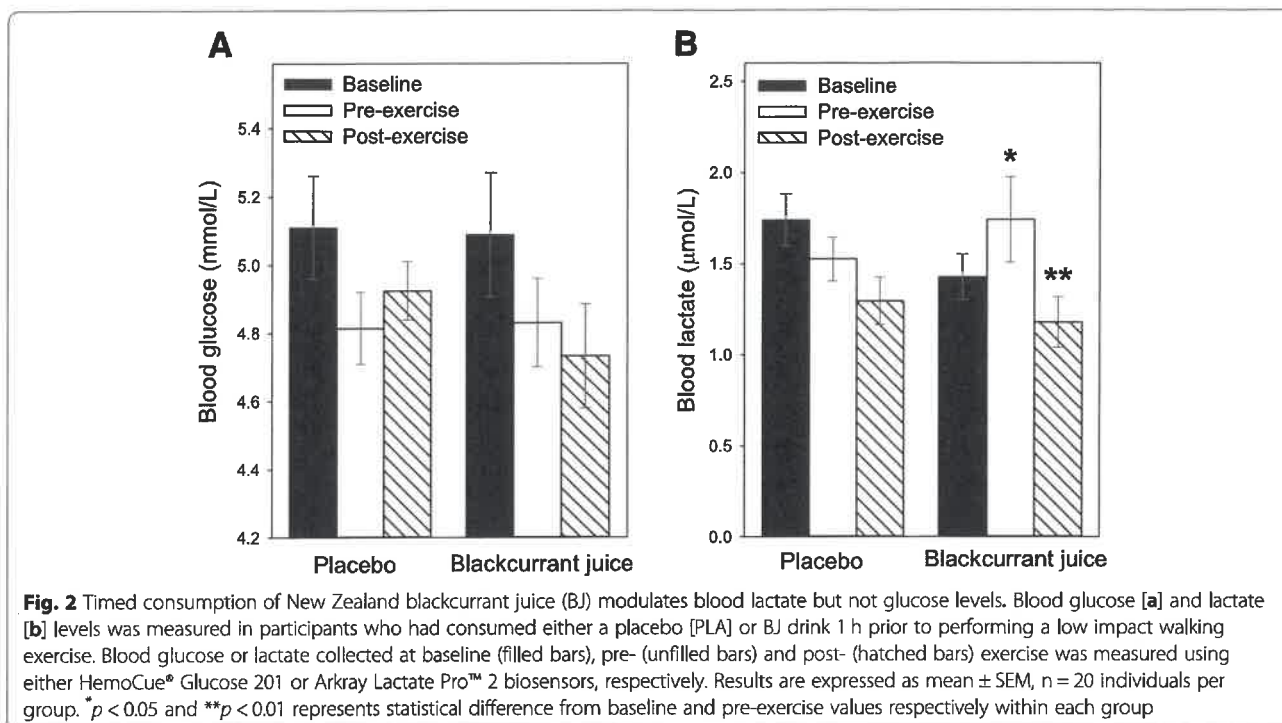 A
Baseline
Pre-exercise
Post-exercise
Blood glucose (mmol/L)
5.4
5.2
5.0
4.8
4.6
4.4
4.2
Placebo
Blackcurrant juice
B
Baseline
Pre-exercise
Post-exercise
Blood lactate (μmol/L)
2.5
2.0
1.5
1.0
0.5
0.0
*
**
Placebo
Blackcurrant juice
Fig. 2 Timed consumption of New Zealand blackcurrant juice (BJ) modulates blood lactate but not glucose levels. Blood glucose [a] and lactate
[b] levels was measured in participants who had consumed either a placebo [PLA] or BJ drink 1 h prior to performing a low impact walking
exercise. Blood glucose or lactate collected at baseline (filled bars), pre- (unfilled bars) and post- (hatched bars) exercise was measured using
either HemoCue® Glucose 201 or Arkray Lactate Pro™ 2 biosensors, respectively. Results are expressed as mean ± SEM, n = 20 individuals per
group. *p < 0.05 and **p < 0.01 represents statistical difference from baseline and pre-exercise values respectively within each group